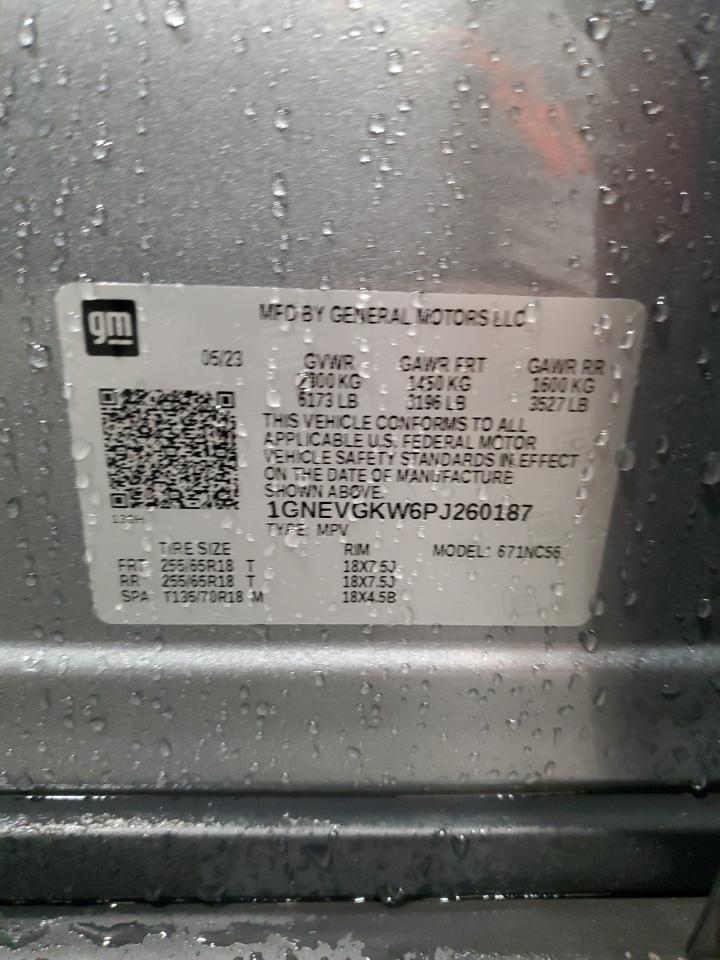 gm
MFD BY GENERAL MOTORS LLC
05/23 GVWR GAWR FRT GAWR RR
2800 KG 1450 KG 1600 KG
6173 LB 3196 LB 3527 LB
THIS VEHICLE CONFORMS TO ALL
APPLICABLE U.S. FEDERAL MOTOR
VEHICLE SAFETY STANDARDS IN EFFECT
ON THE DATE OF MANUFACTURE
SHOWN ABOVE.
1GNEVGKW6PJ260187
TYPE: MPV
TIRE SIZE RIM MODEL: 671NC56
FRT 255/65R18 T 18X7.5J
RR 255/65R18 T 18X7.5J
SPA T135/70R18 M 18X4.5B